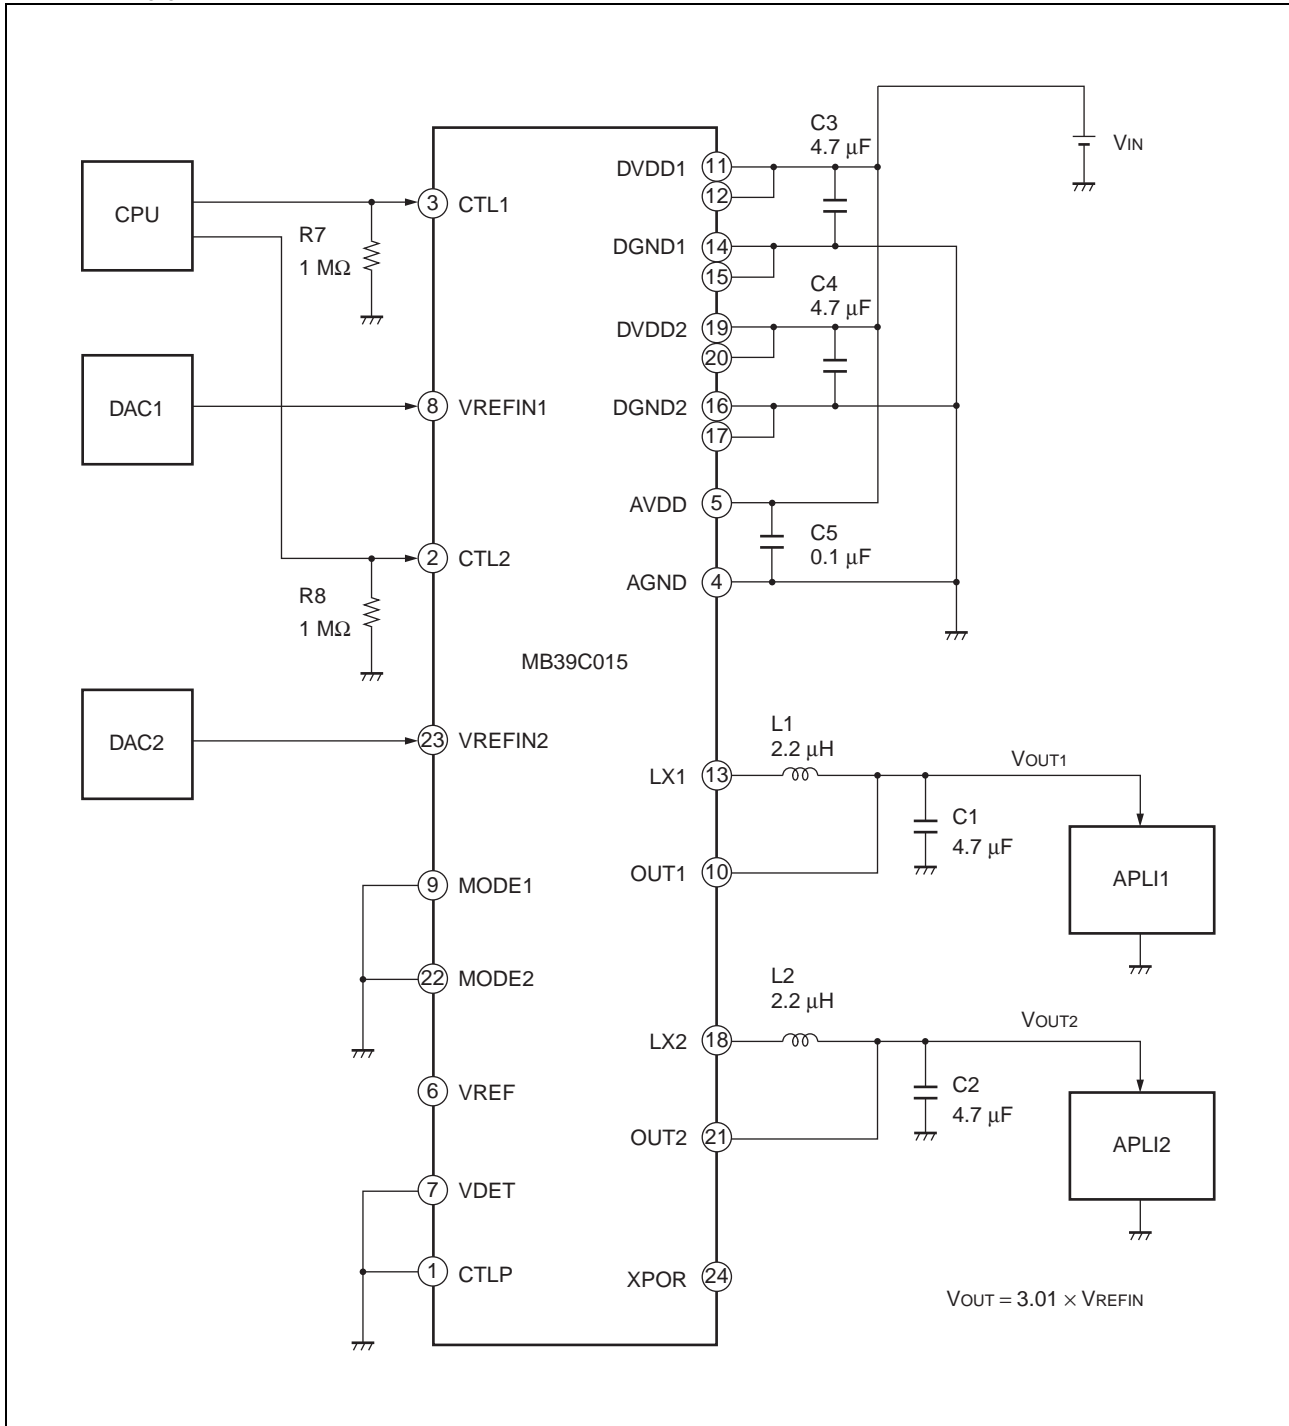 CPU
DAC1
DAC2
R7
1 MΩ
R8
1 MΩ
3 CTL1
8 VREFIN1
2 CTL2
23 VREFIN2
9 MODE1
22 MODE2
6 VREF
7 VDET
1 CTLP
MB39C015
DVDD1 11
12
DGND1 14
15
DVDD2 19
20
DGND2 16
17
AVDD 5
AGND 4
LX1 13
OUT1 10
LX2 18
OUT2 21
XPOR 24
C3
4.7 μF
C4
4.7 μF
C5
0.1 μF
VIN
L1
2.2 μH
VOUT1
C1
4.7 μF
APLI1
L2
2.2 μH
VOUT2
C2
4.7 μF
APLI2
VOUT = 3.01 × VREFIN